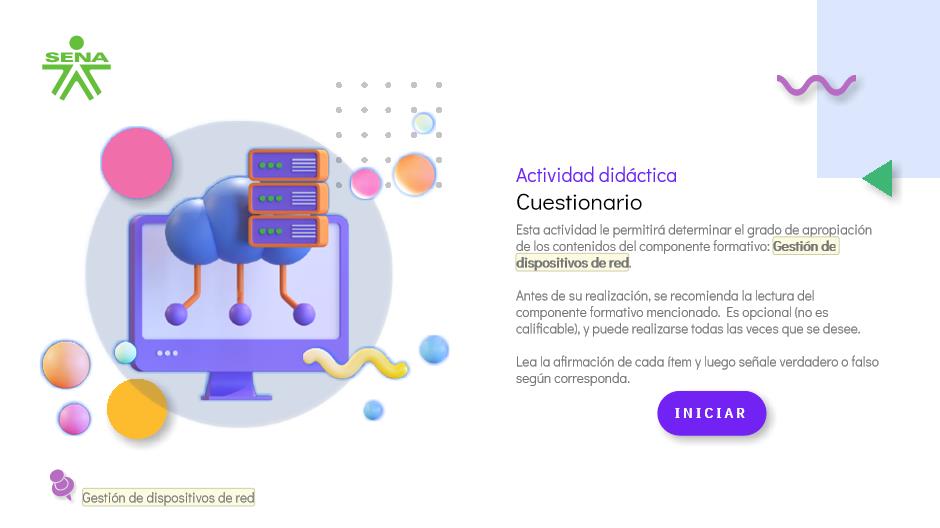 SENA
Actividad didáctica
Cuestionario
Esta actividad le permitirá determinar el grado de apropiación
de los contenidos del componente formativo: Gestión de
dispositivos de red.
Antes de su realización, se recomienda la lectura del
componente formativo mencionado. Es opcional (no es
calificable), y puede realizarse todas las veces que se desee.
Lea la afirmación de cada ítem y luego señale verdadero o falso
según corresponda.
INICIAR
Gestión de dispositivos de red